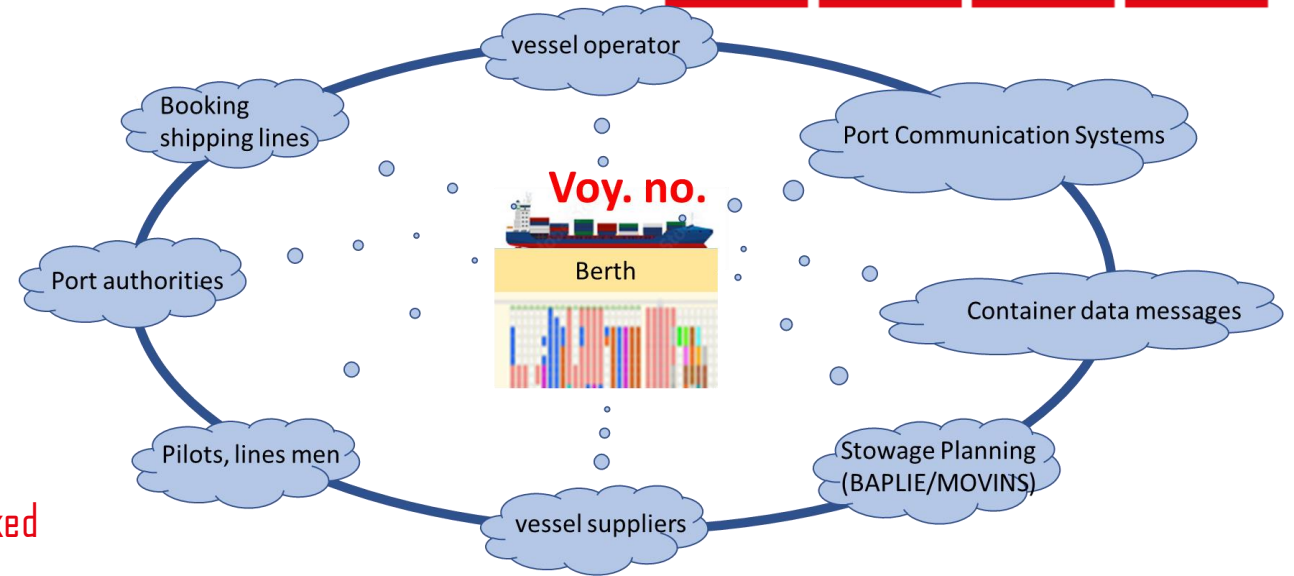 vessel operator
Booking
shipping lines
Port Communication Systems
Voy. no.
Port authorities
Berth
Container data messages
Pilots, lines men
Stowage Planning
(BAPLIE/MOVINS)
vessel suppliers